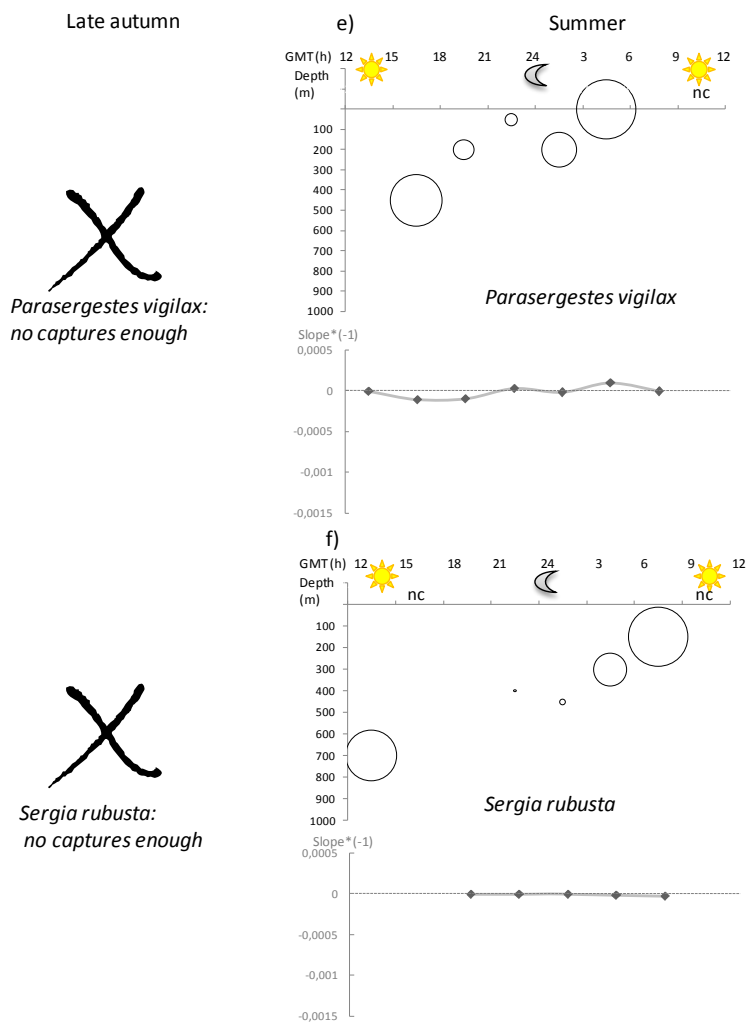 Late autumn
e)
Summer
GMT(h) 12 15 18 21 24 3 6 9 12
Depth
(m)
nc
100
200
300
400
500
600
700
800
900
1000
Parasergestes vigilax
Parasergestes vigilax:
no captures enough
Slope*(-1)
0,0005
0
-0,0005
-0,001
-0,0015
f)
GMT(h) 12 15 18 21 24 3 6 9 12
Depth
(m)
nc nc
100
200
300
400
500
600
700
800
900
1000
Sergia rubusta
Sergia rubusta:
no captures enough
Slope*(-1)
0,0005
0
-0,0005
-0,001
-0,0015